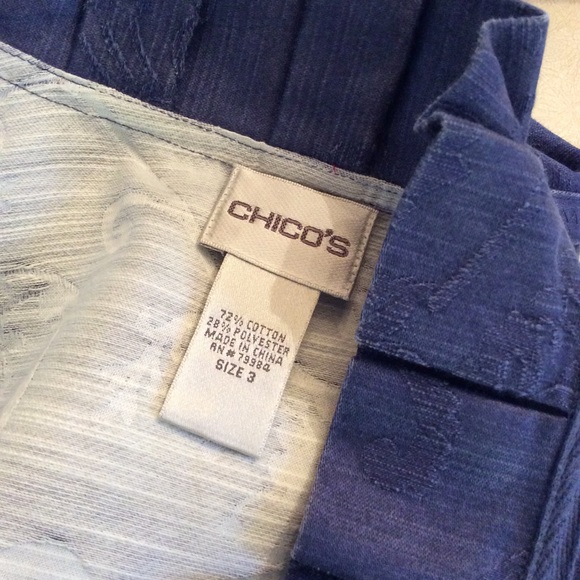 CHICO'S
72% COTTON
28% POLYESTER
MADE IN CHINA
RN# 79984
SIZE 3